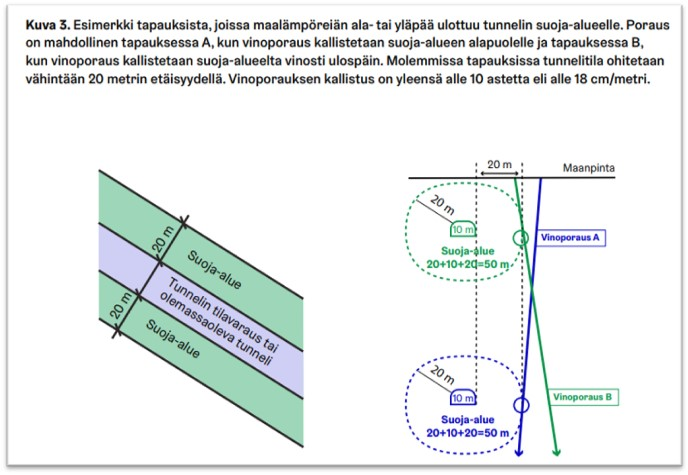 Kuva 3. Esimerkki tapauksista, joissa maalämpöreiän ala- tai yläpää ulottuu tunnelin suoja-alueelle. Poraus
on mahdollinen tapauksessa A, kun vinoporaus kallistetaan suoja-alueen alapuolelle ja tapauksessa B,
kun vinoporaus kallistetaan suoja-alueelta vinosti ulospäin. Molemmissa tapauksissa tunnelitila ohitetaan
vähintään 20 metrin etäisyydellä. Vinoporauksen kallistus on yleensä alle 10 astetta eli alle 18 cm/metri.
20 m
Suoja-alue
Tunnelin tilavaraus tai
olemassaoleva tunneli
20 m
Suoja-alue
20 m
Maanpinta
20 m
10 m
Suoja-alue
20+10+20=50 m
Vinoporaus A
20 m
10 m
Suoja-alue
20+10+20=50 m
Vinoporaus B